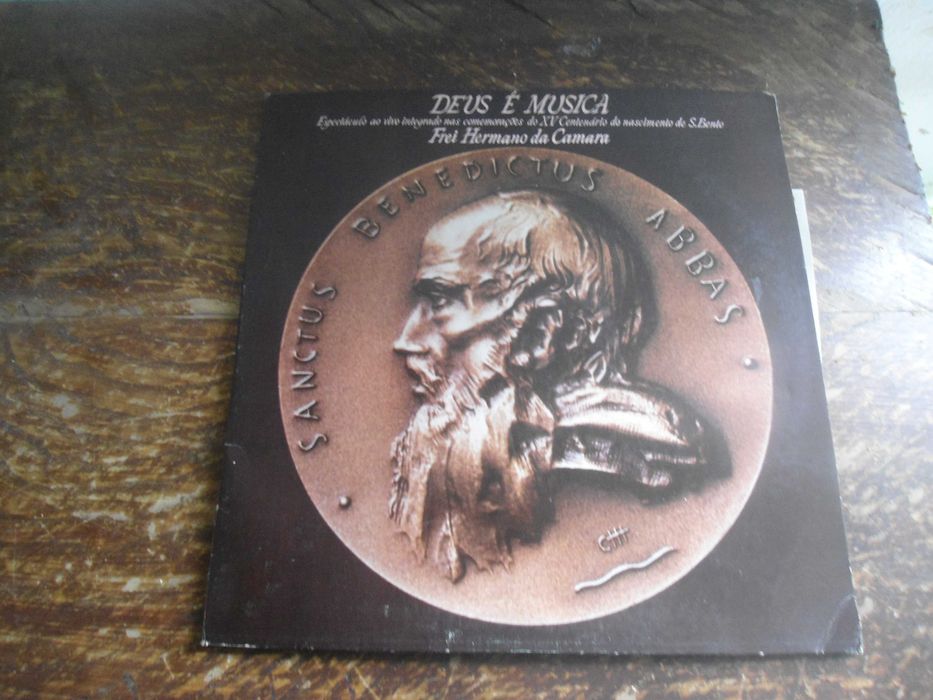 DEUS É MUSICA
Espectáculo ao vivo integrado nas comemorações do XV Centenário do nascimento de S.Bento
Frei Hermano da Camara
SANCTUS BENEDICTUS ABBAS